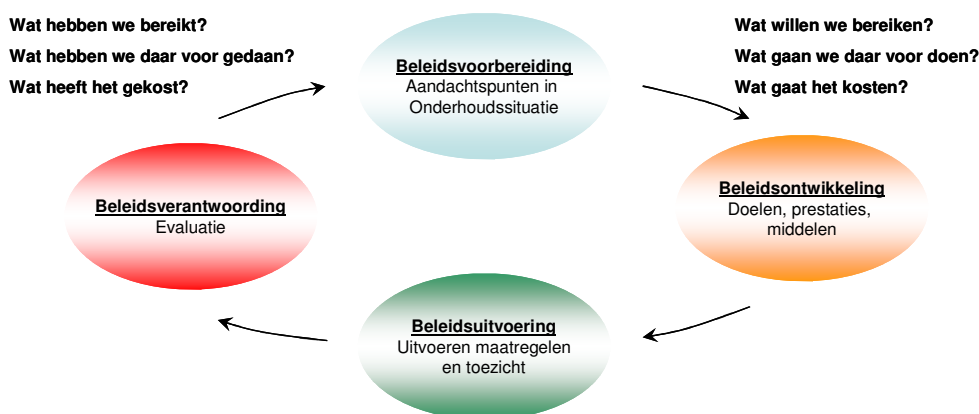 Wat hebben we bereikt?
Wat hebben we daar voor gedaan?
Wat heeft het gekost?
Wat willen we bereiken?
Wat gaan we daar voor doen?
Wat gaat het kosten?
Beleidsvoorbereiding
Aandachtspunten in
Onderhoudssituatie
Beleidsverantwoording
Evaluatie
Beleidsontwikkeling
Doelen, prestaties,
middelen
Beleidsuitvoering
Uitvoeren maatregelen
en toezicht